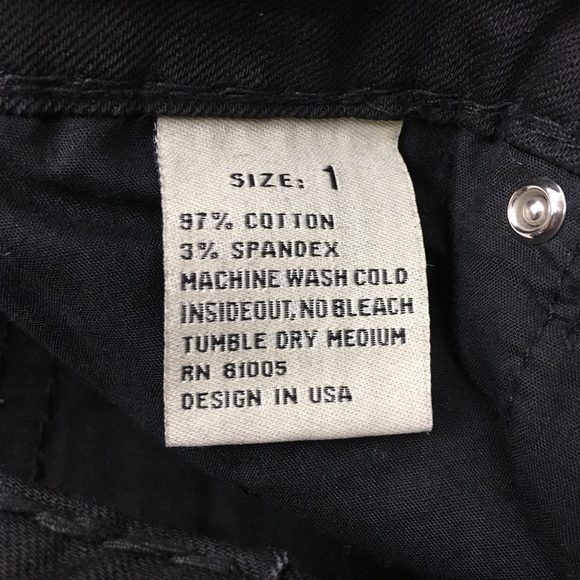 SIZE: 1
97% COTTON
3% SPANDEX
MACHINE WASH COLD
INSIDEOUT, NO BLEACH
TUMBLE DRY MEDIUM
RN 81005
DESIGN IN USA